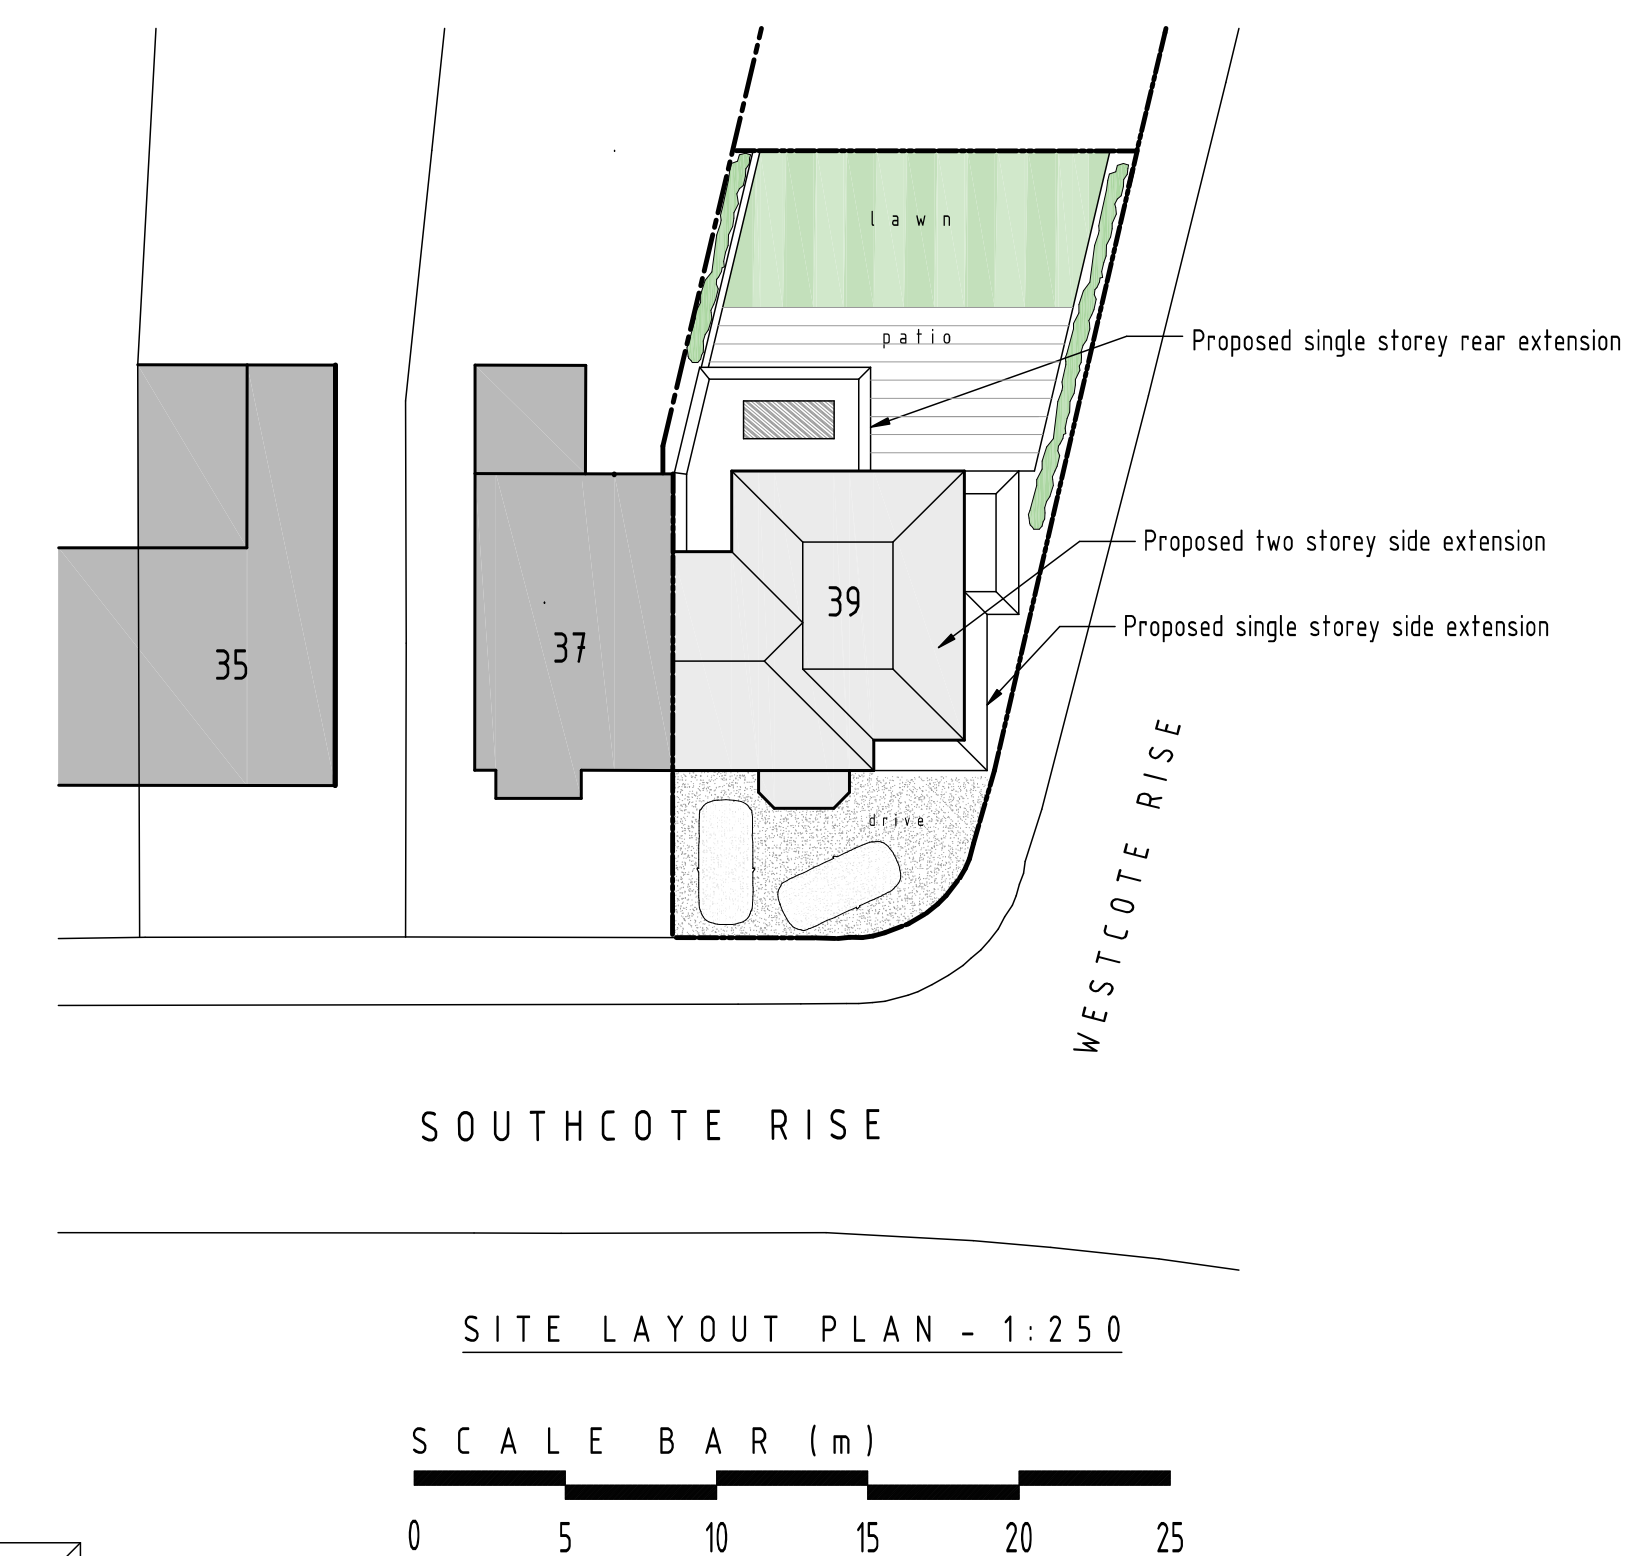 lawn
patio
Proposed single storey rear extension
Proposed two storey side extension
39
Proposed single storey side extension
37
35
drive
WESTCOTE RISE
SOUTHCOTE RISE
SITE LAYOUT PLAN - 1:250
SCALE BAR (m)
0 5 10 15 20 25